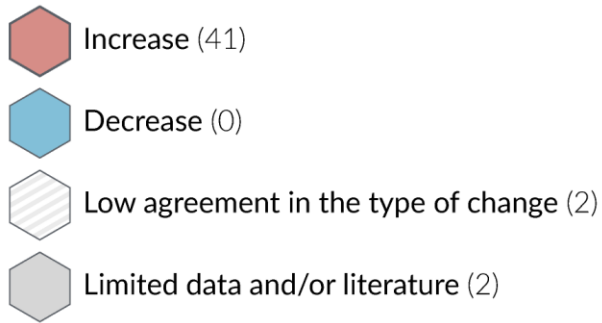 Increase (41)
Decrease (0)
Low agreement in the type of change (2)
Limited data and/or literature (2)